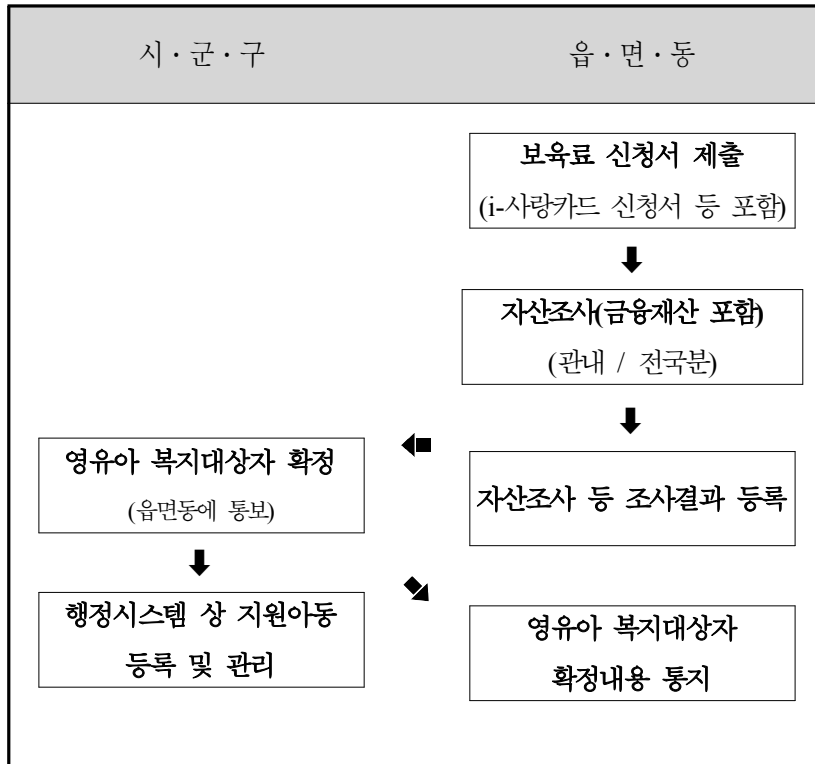 시·군·구
읍·면·동
보육료 신청서 제출
(i-사랑카드 신청서 등 포함)
자산조사(금융재산 포함)
(관내 / 전국분)
자산조사 등 조사결과 등록
영유아 복지대상자 확정
(읍면동에 통보)
행정시스템 상 지원아동
등록 및 관리
영유아 복지대상자
확정내용 통지